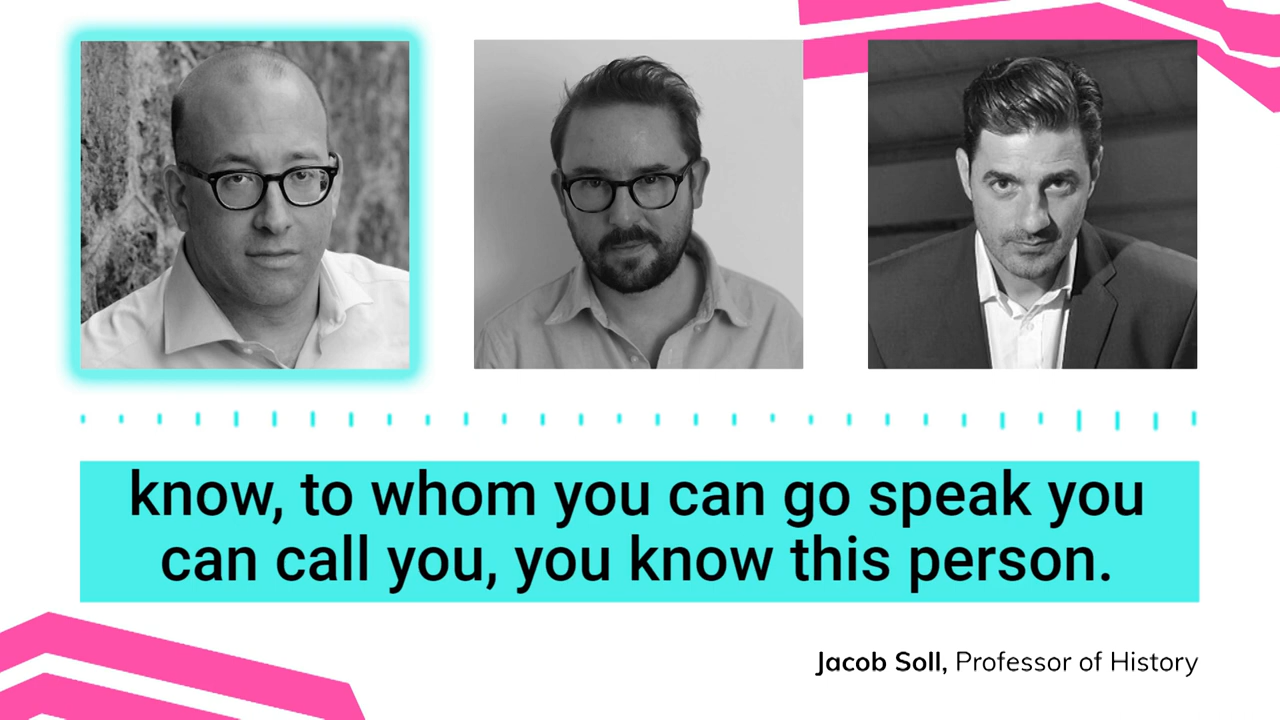 know, to whom you can go speak you
can call you, you know this person.
Jacob Soll, Professor of History